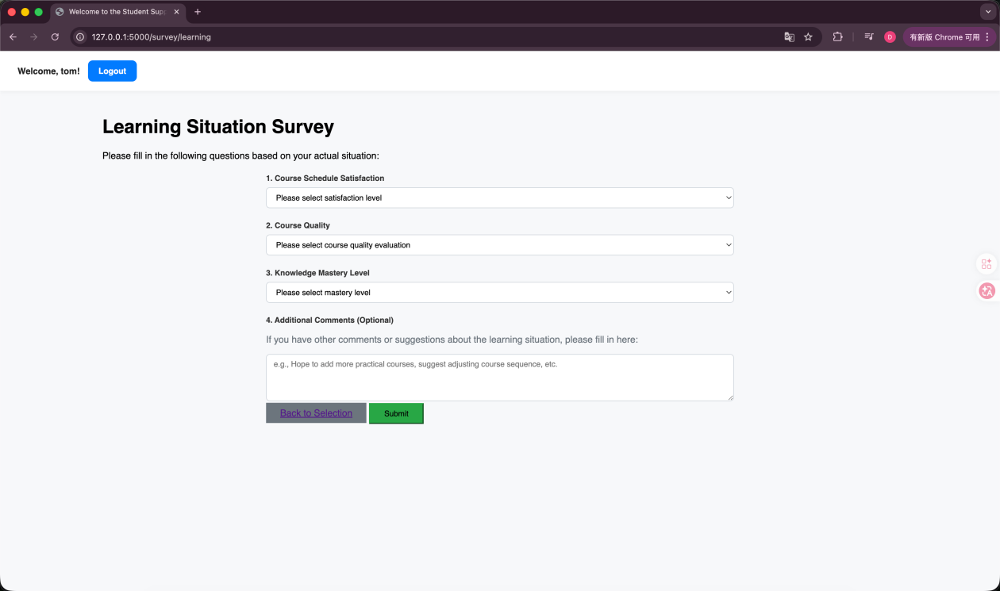 Welcome to the Student Supp
127.0.0.1:5000/survey/learning
D
有新版 Chrome 可用
Welcome, tom!
Logout
Learning Situation Survey
Please fill in the following questions based on your actual situation:
1. Course Schedule Satisfaction
Please select satisfaction level
2. Course Quality
Please select course quality evaluation
3. Knowledge Mastery Level
Please select mastery level
4. Additional Comments (Optional)
If you have other comments or suggestions about the learning situation, please fill in here:
e.g., Hope to add more practical courses, suggest adjusting course sequence, etc.
Back to Selection
Submit